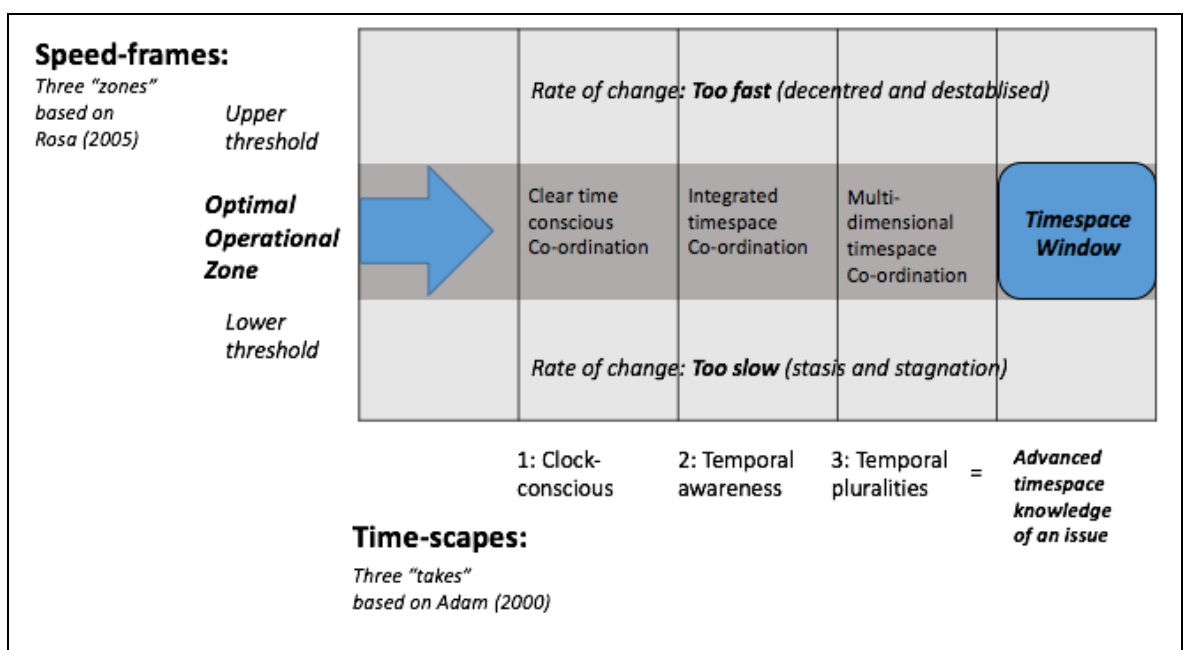 Speed-frames:
Three “zones”
based on
Rosa (2005)
Upper
threshold
Rate of change: Too fast (decentred and destablised)
Optimal
Operational
Zone
Clear time
conscious
Co-ordination
Integrated
timespace
Co-ordination
Multi-
dimensional
timespace
Co-ordination
Timespace
Window
Lower
threshold
Rate of change: Too slow (stasis and stagnation)
1: Clock-
conscious
2: Temporal
awareness
3: Temporal
pluralities
=
Advanced
timespace
knowledge
of an issue
Time-scapes:
Three “takes”
based on Adam (2000)